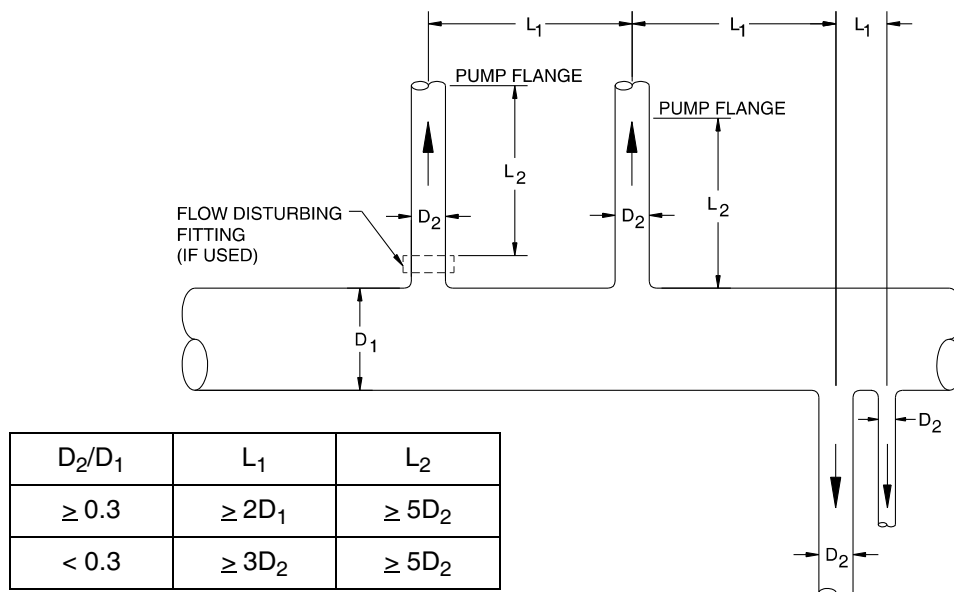 L₁ L₁ L₁
PUMP FLANGE
PUMP FLANGE
L₂
L₂
D₂ D₂
FLOW DISTURBING
FITTING
(IF USED)
D₁
D₂
D₂
D₂/D₁ L₁ L₂
≥ 0.3 ≥ 2D₁ ≥ 5D₂
< 0.3 ≥ 3D₂ ≥ 5D₂